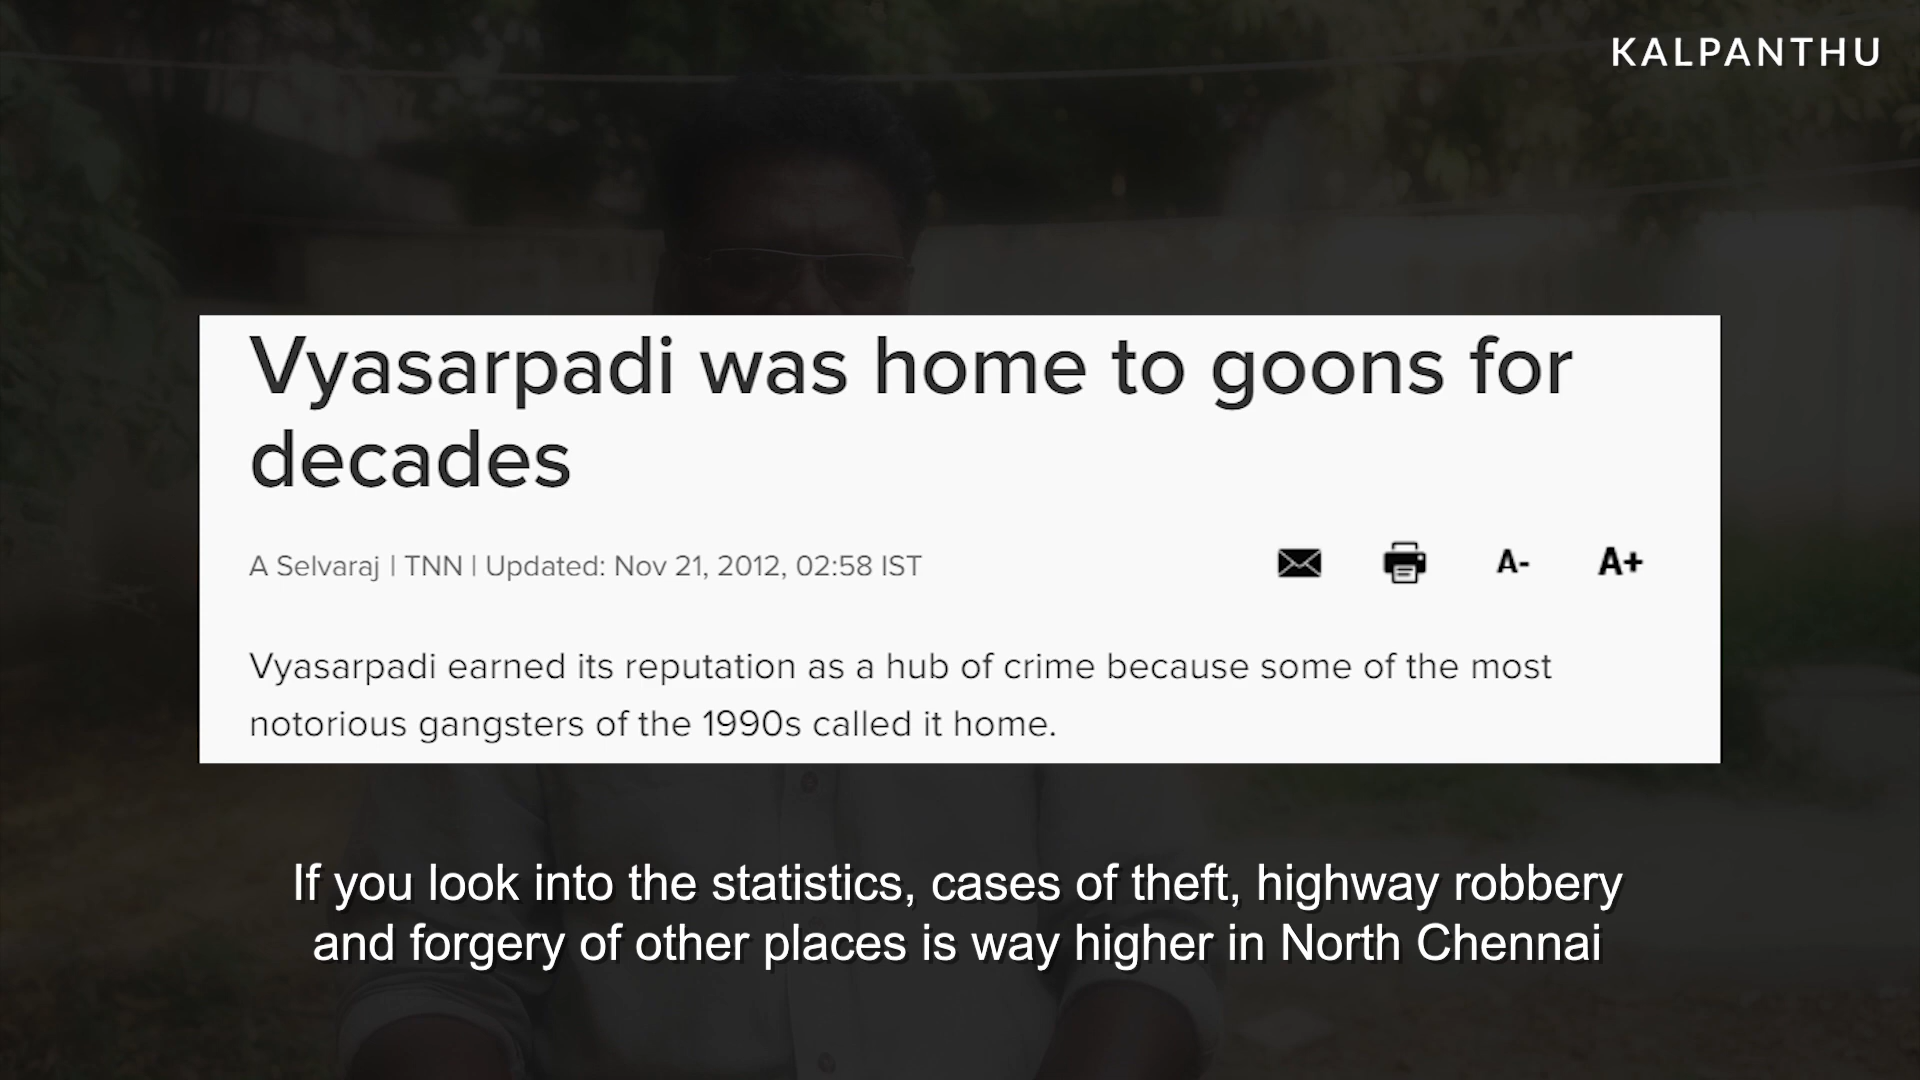 KALPANTHU
Vyasarpadi was home to goons for
decades
A Selvaraj | TNN | Updated: Nov 21, 2012, 02:58 IST
A- A+
Vyasarpadi earned its reputation as a hub of crime because some of the most
notorious gangsters of the 1990s called it home.
If you look into the statistics, cases of theft, highway robbery
and forgery of other places is way higher in North Chennai